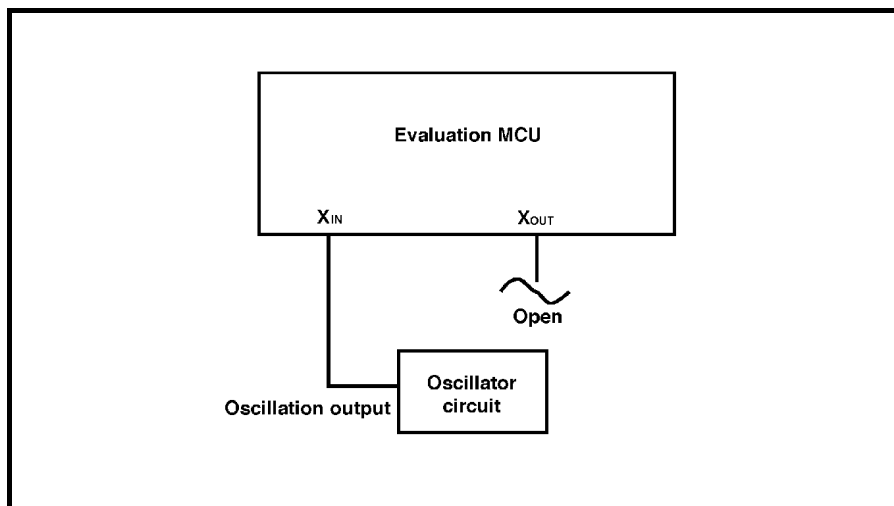 Evaluation MCU
XIN
XOUT
Open
Oscillator
circuit
Oscillation output